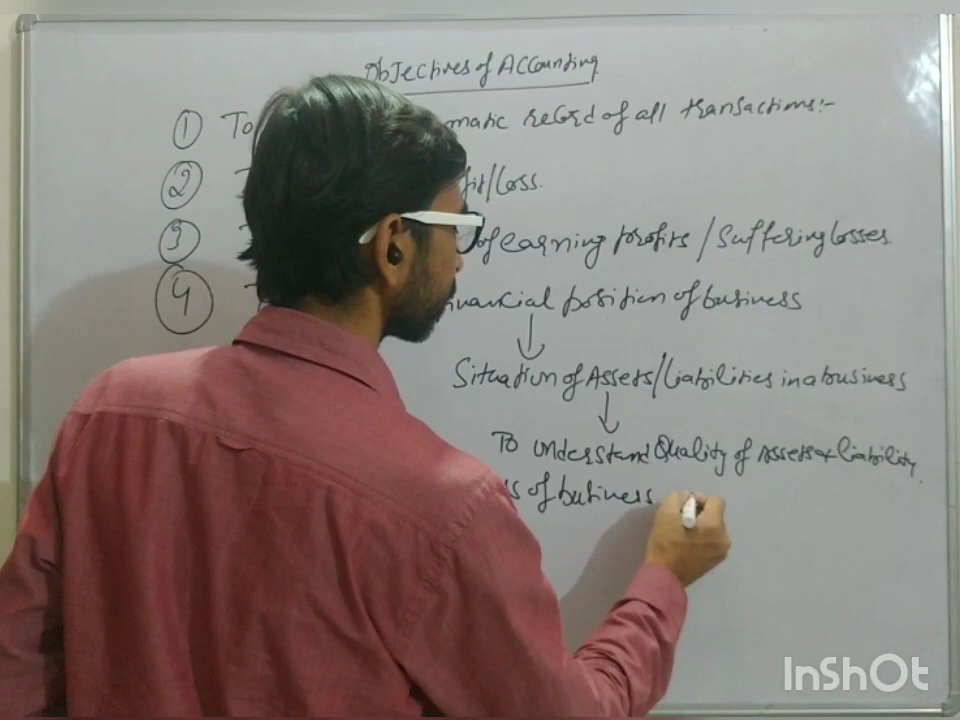 Objectives of Accounting
① To matic record of all transactions:-
② fit/Loss.
③ of earning profits / Suffering losses
④ inancial position of business
Situation of Assets/Liabilities in a business
To understand Quality of Assets & liability
s of business
InShOt